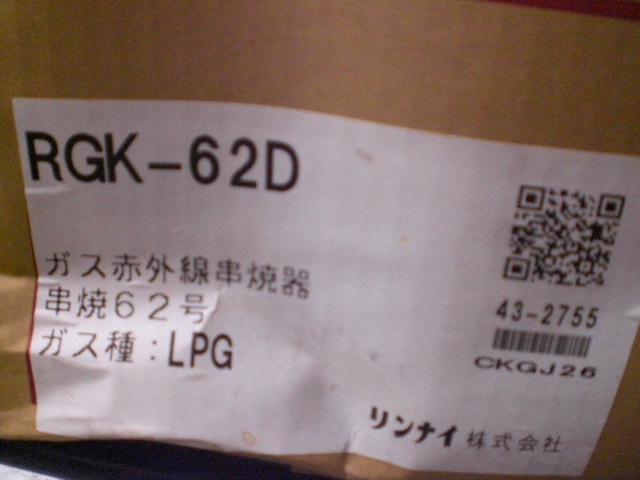 RGK-62D
ガス赤外線串焼器
串焼62号
ガス種:LPG
43-2755
CKGJ26
リンナイ株式会社